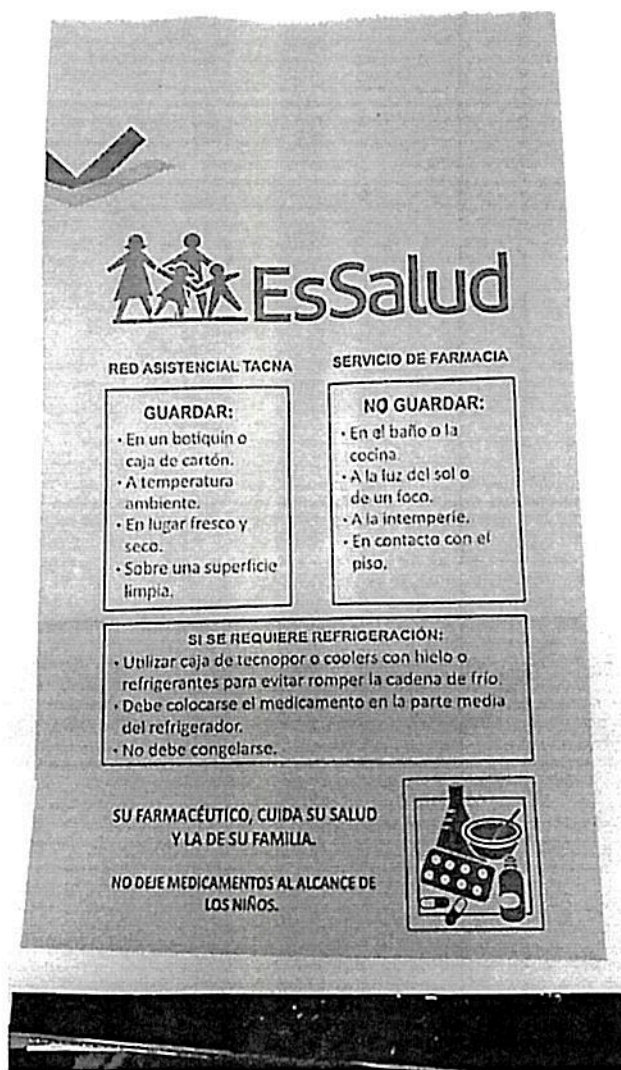 EsSalud
RED ASISTENCIAL TACNA
SERVICIO DE FARMACIA
GUARDAR:
• En un botiquín o
caja de cartón.
• A temperatura
ambiente.
• En lugar fresco y
seco.
• Sobre una superficie
limpia.
NO GUARDAR:
• En el baño o la
cocina.
• A la luz del sol o
de un foco.
• A la intemperie.
• En contacto con el
piso.
SI SE REQUIERE REFRIGERACIÓN:
• Utilizar caja de tecnopor o coolers con hielo o
refrigerantes para evitar romper la cadena de frío.
• Debe colocarse el medicamento en la parte media
del refrigerador.
• No debe congelarse.
SU FARMACÉUTICO, CUIDA SU SALUD
Y LA DE SU FAMILIA.
NO DEJE MEDICAMENTOS AL ALCANCE DE
LOS NIÑOS.